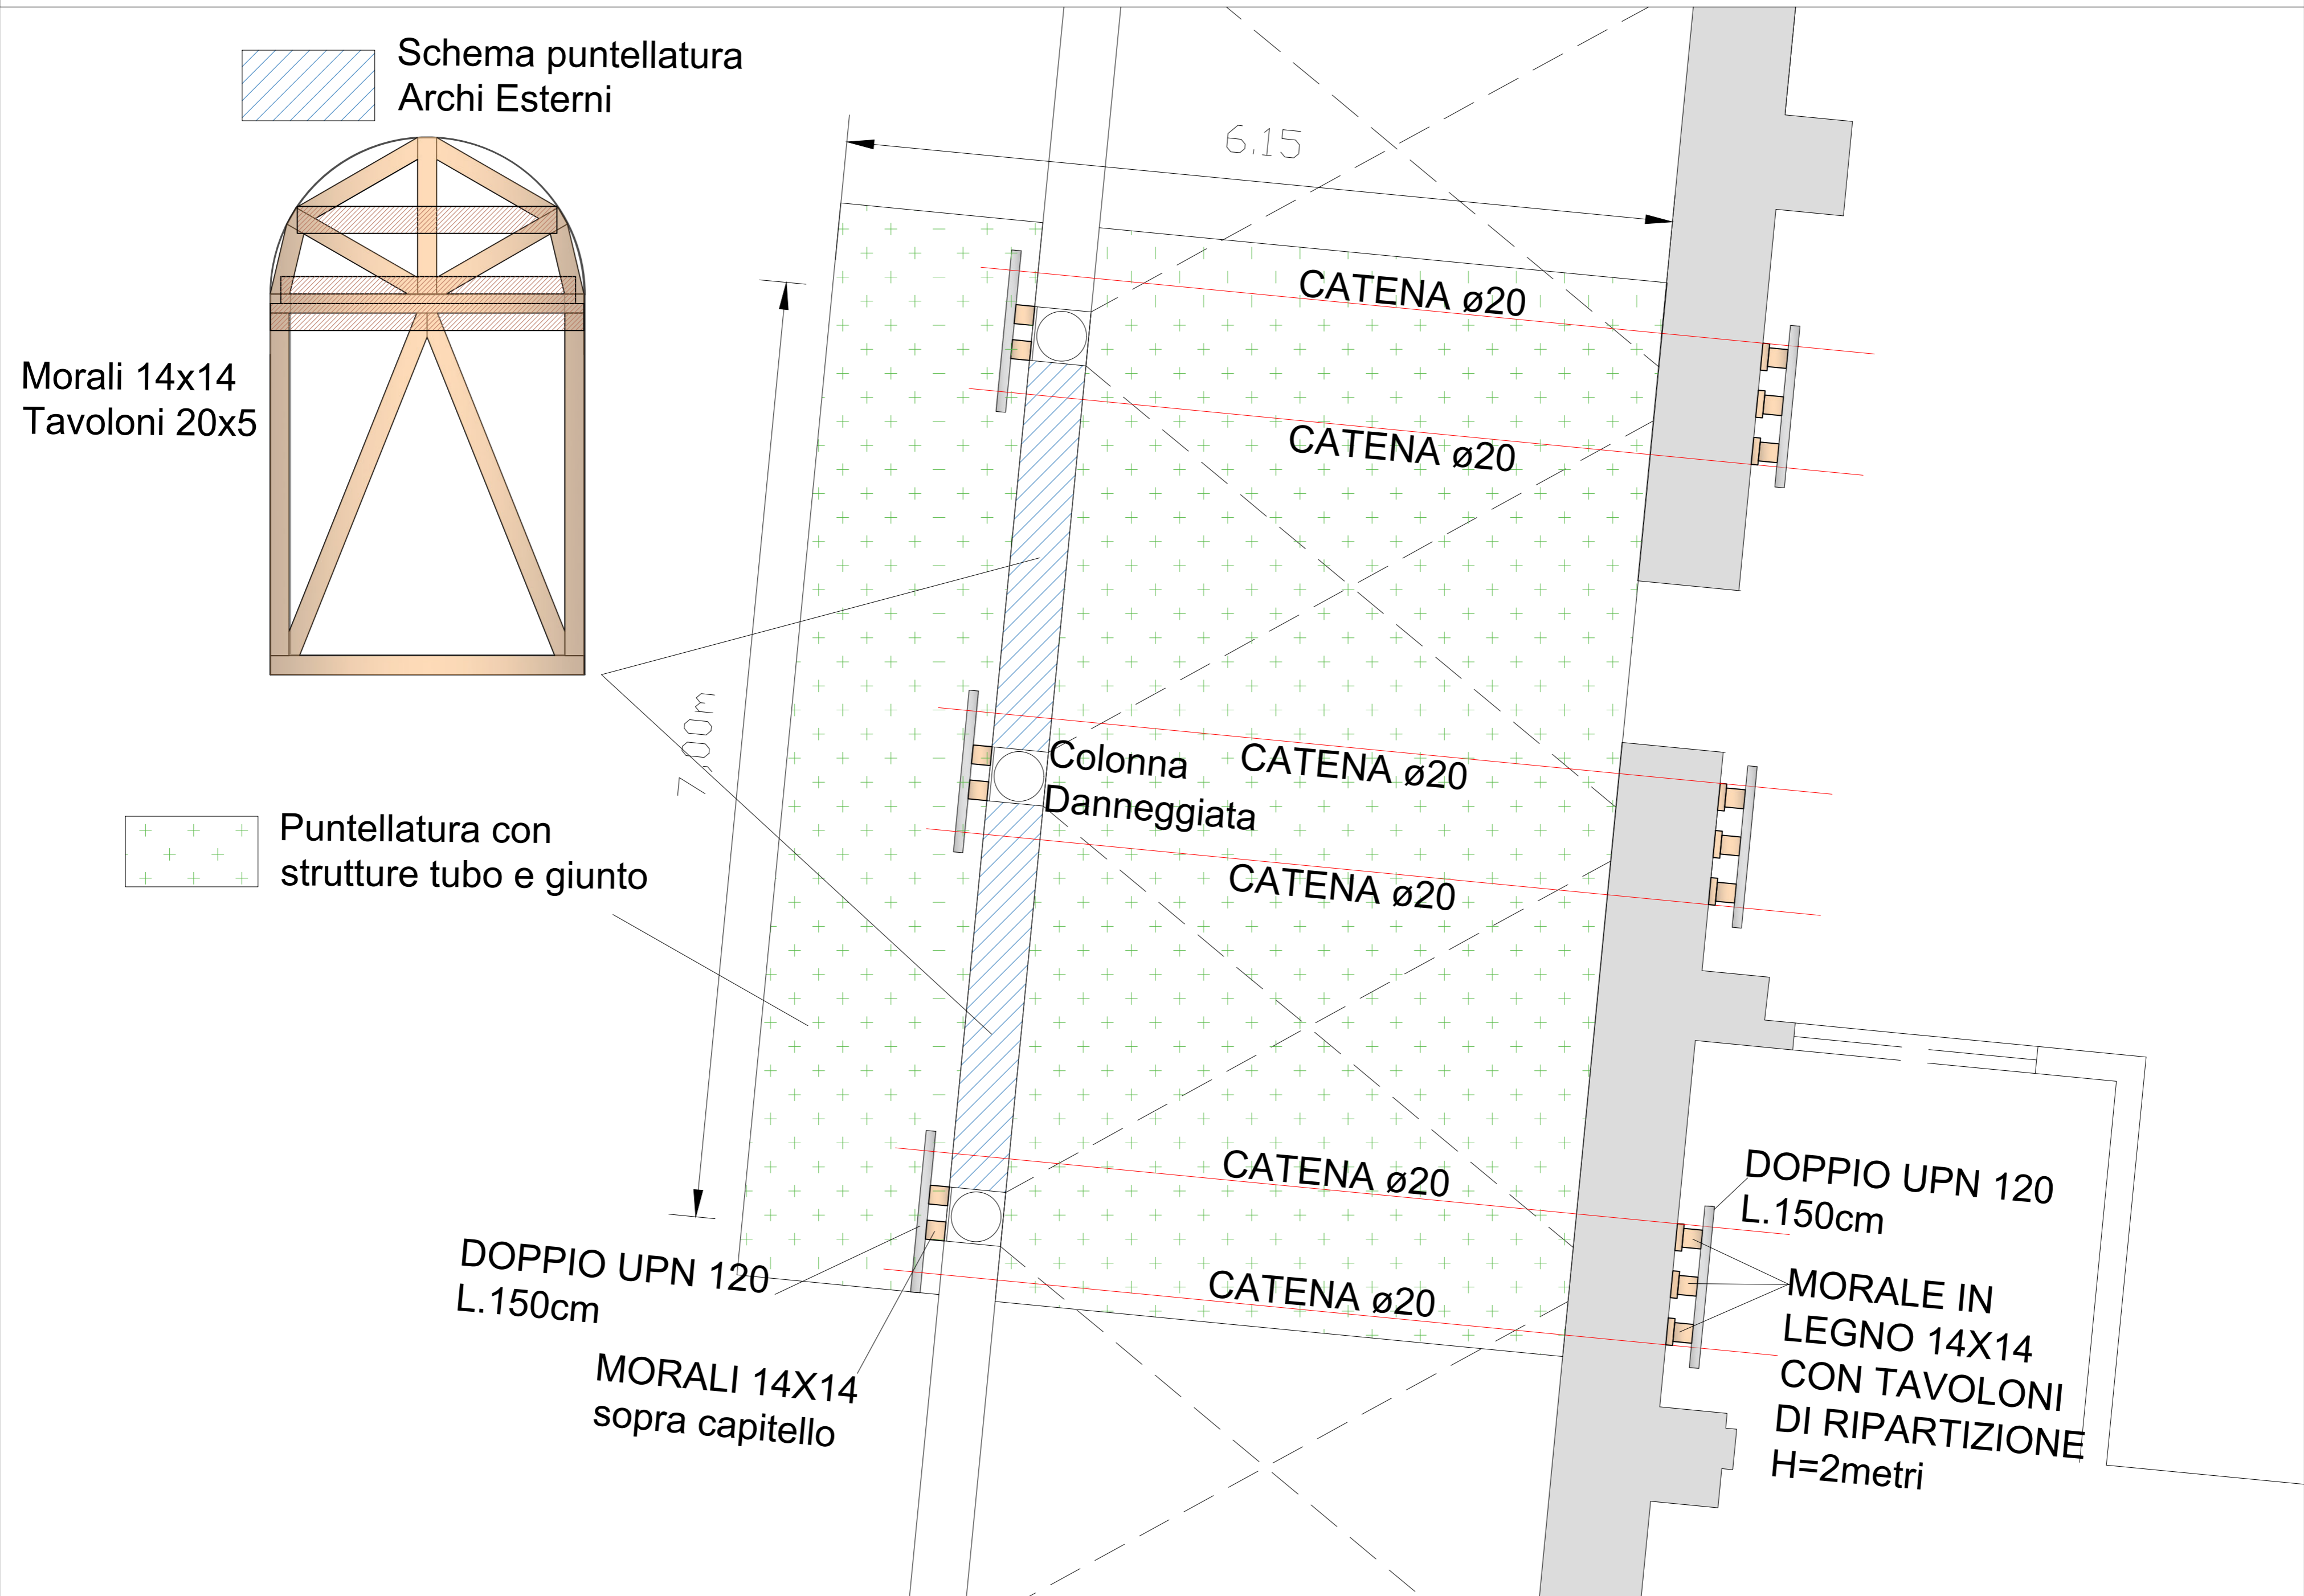 Schema puntellatura
Archi Esterni
6,15
CATENA ø20
CATENA ø20
Morali 14x14
Tavoloni 20x5
7,00m
Colonna
Danneggiata
CATENA ø20
CATENA ø20
Puntellatura con
strutture tubo e giunto
CATENA ø20
CATENA ø20
DOPPIO UPN 120
L.150cm
DOPPIO UPN 120
L.150cm
MORALI 14X14
sopra capitello
MORALE IN
LEGNO 14X14
CON TAVOLONI
DI RIPARTIZIONE
H=2metri